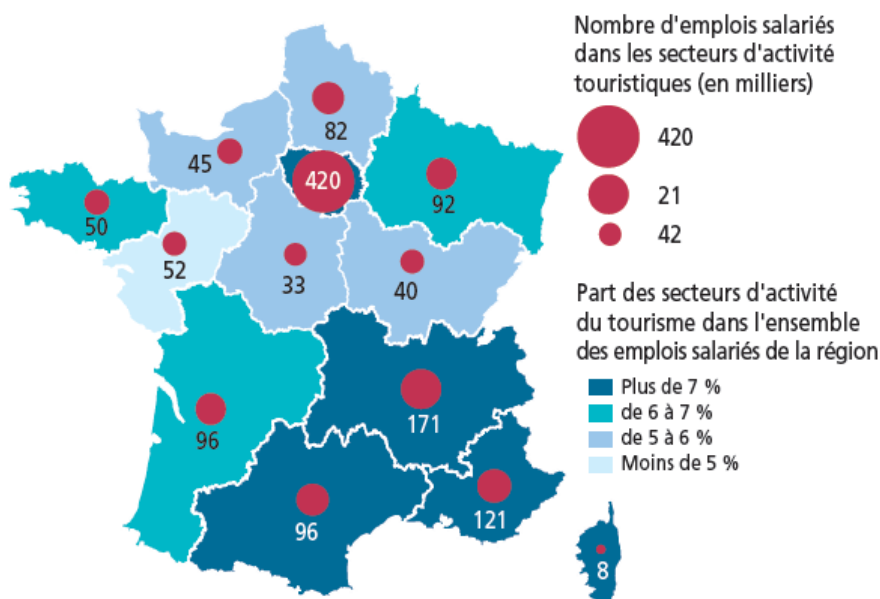 Nombre d'emplois salariés
dans les secteurs d'activité
touristiques (en milliers)
420
21
42
Part des secteurs d'activité
du tourisme dans l'ensemble
des emplois salariés de la région
Plus de 7 %
de 6 à 7 %
de 5 à 6 %
Moins de 5 %
82
45
420
92
50
52
33
40
171
96
96
121
8